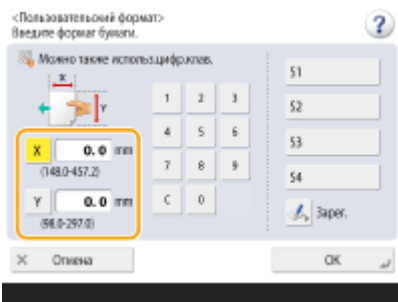 <Пользовательский формат>
Введите формат бумаги.
?
Можно также использ.цифр.клав.
X
Y
1 2 3
4 5 6
7 8 9
C 0
X 0. 0 mm
(148.0-457.2)
Y 0. 0 mm
(98.0-297.0)
S1
S2
S3
S4
Зарег.
× Отмена
OK